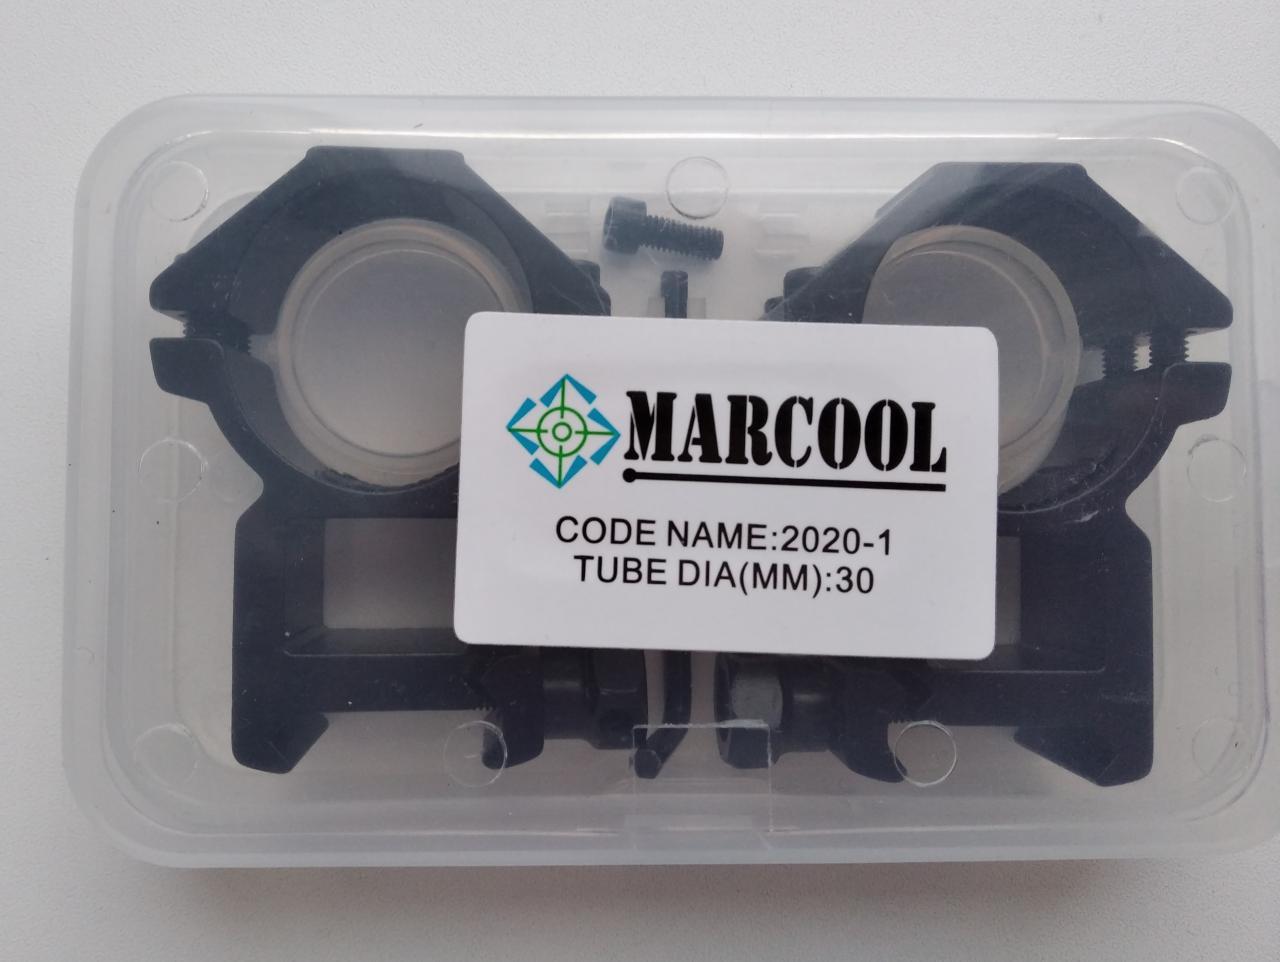 MARCOOL
CODE NAME:2020-1
TUBE DIA(MM):30